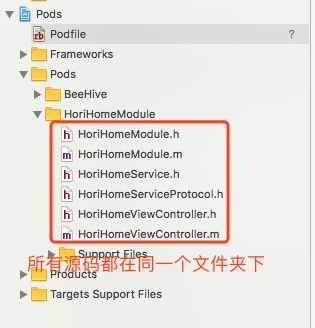 Pods
Podfile ?
Frameworks
Pods
BeeHive
HoriHomeModule
h HoriHomeModule.h
m HoriHomeModule.m
h HoriHomeService.h
h HoriHomeServiceProtocol.h
h HoriHomeViewController.h
m HoriHomeViewController.m
Support Files
所有源码都在同一个文件夹下
Products
Targets Support Files